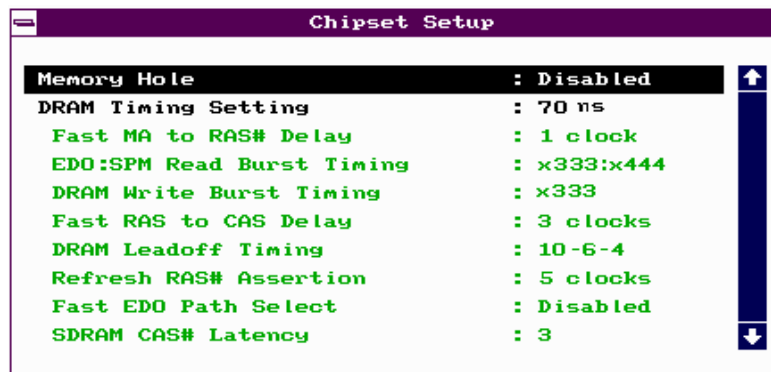 Chipset Setup
Memory Hole : Disabled
DRAM Timing Setting : 70 ns
Fast MA to RAS# Delay : 1 clock
EDO:SPM Read Burst Timing : x333:x444
DRAM Write Burst Timing : x333
Fast RAS to CAS Delay : 3 clocks
DRAM Leadoff Timing : 10-6-4
Refresh RAS# Assertion : 5 clocks
Fast EDO Path Select : Disabled
SDRAM CAS# Latency : 3